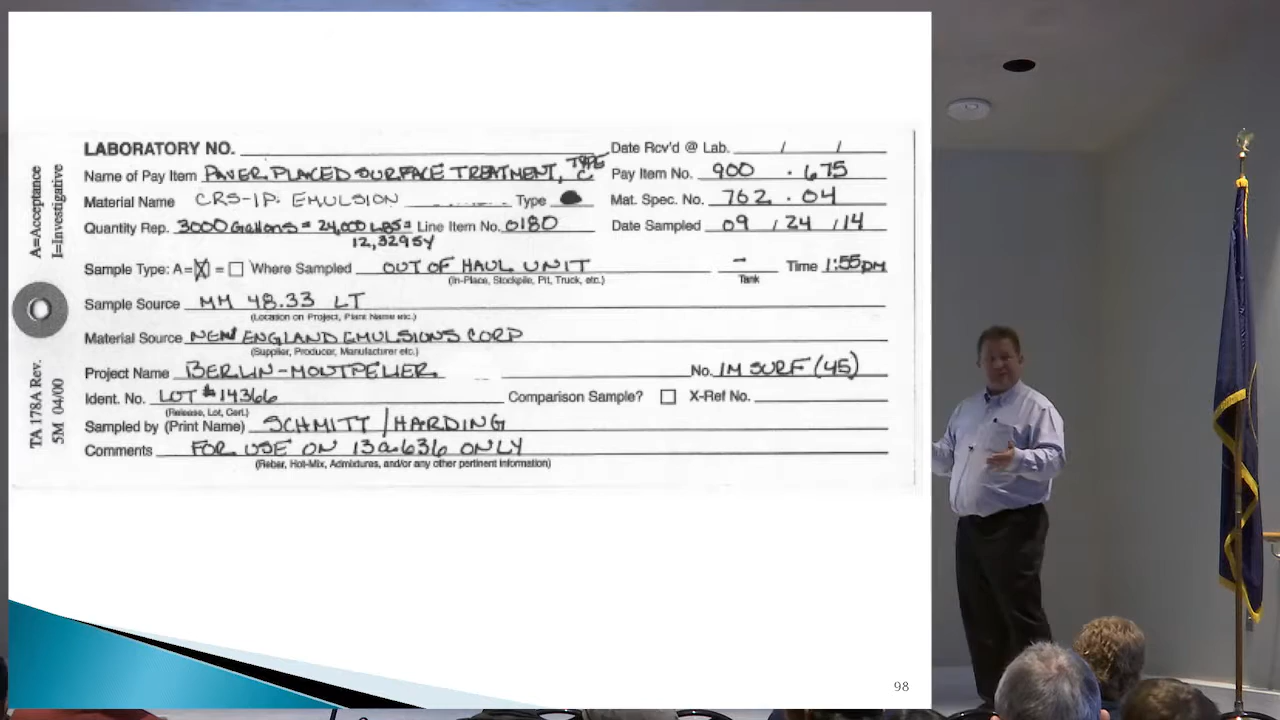 A=Acceptance
I=Investigative
TA 178A Rev.
5M 04/00
LABORATORY NO.
Date Rcv'd @ Lab. / /
Name of Pay Item PAVER PLACED SURFACE TREATMENT, TYPE C
Pay Item No. 900 . 675
Material Name CRS-1P EMULSION Type
Mat. Spec. No. 702 . 04
Quantity Rep. 3000 Gallons = 24,000 LBS = Line Item No. 0180
12,329 SY
Date Sampled 09 / 24 / 14
Sample Type: A= X I = Where Sampled OUT OF HAUL UNIT - Time 1:55pm
(In-Place, Stockpile, Pit, Truck, etc.) Tank
Sample Source MM 48.33 LT
(Location on Project, Plant Name etc.)
Material Source NEW ENGLAND EMULSIONS CORP
(Supplier, Producer, Manufacturer etc.)
Project Name BERLIN-MONTPELIER No. IM SURF (45)
Ident. No. LOT #14366 Comparison Sample? X-Ref No.
(Release, Lot, Cert.)
Sampled by (Print Name) SCHMITT / HARDING
Comments FOR USE ON 13a636 ONLY
(Rebar, Hot-Mix, Admixtures, and/or any other pertinent information)
98